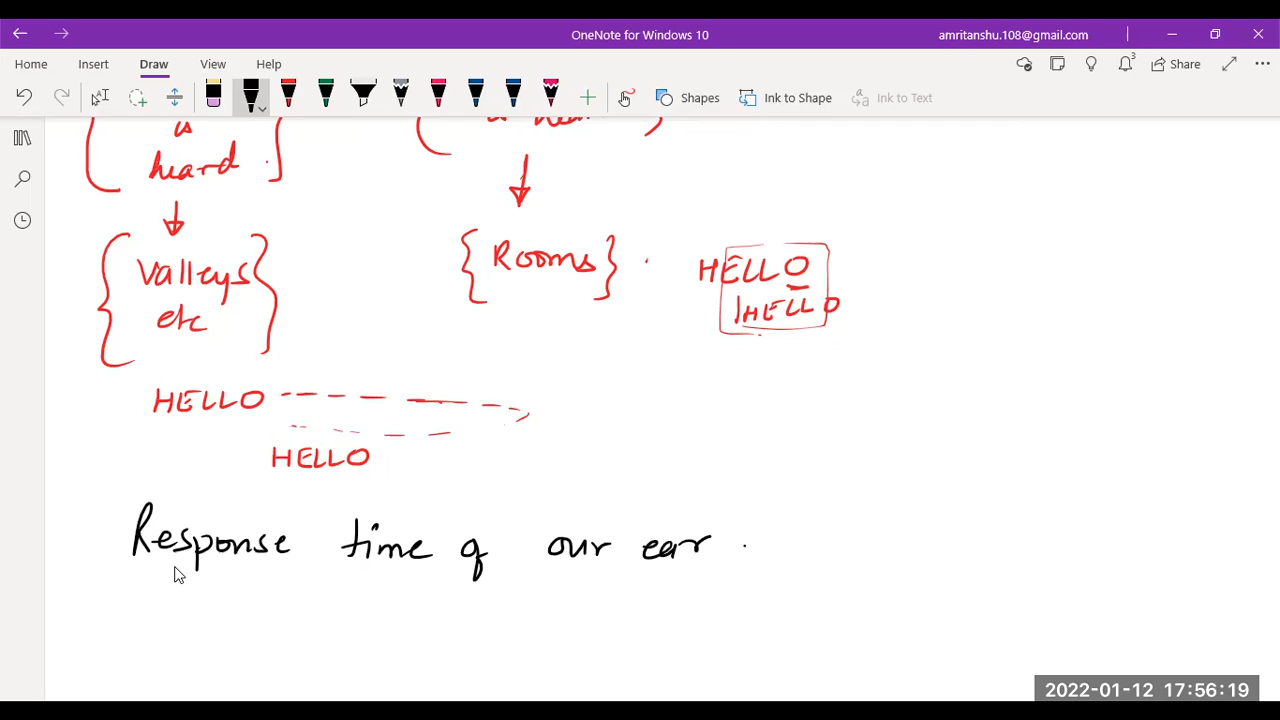 OneNote for Windows 10
amritanshu.108@gmail.com
Home Insert Draw View Help
3
Share
Shapes
Ink to Shape
Ink to Text
is
heard
Valleys
etc
Rooms
HELLO
HELLO
HELLO
HELLO
Response time of our ear .
2022-01-12 17:56:19